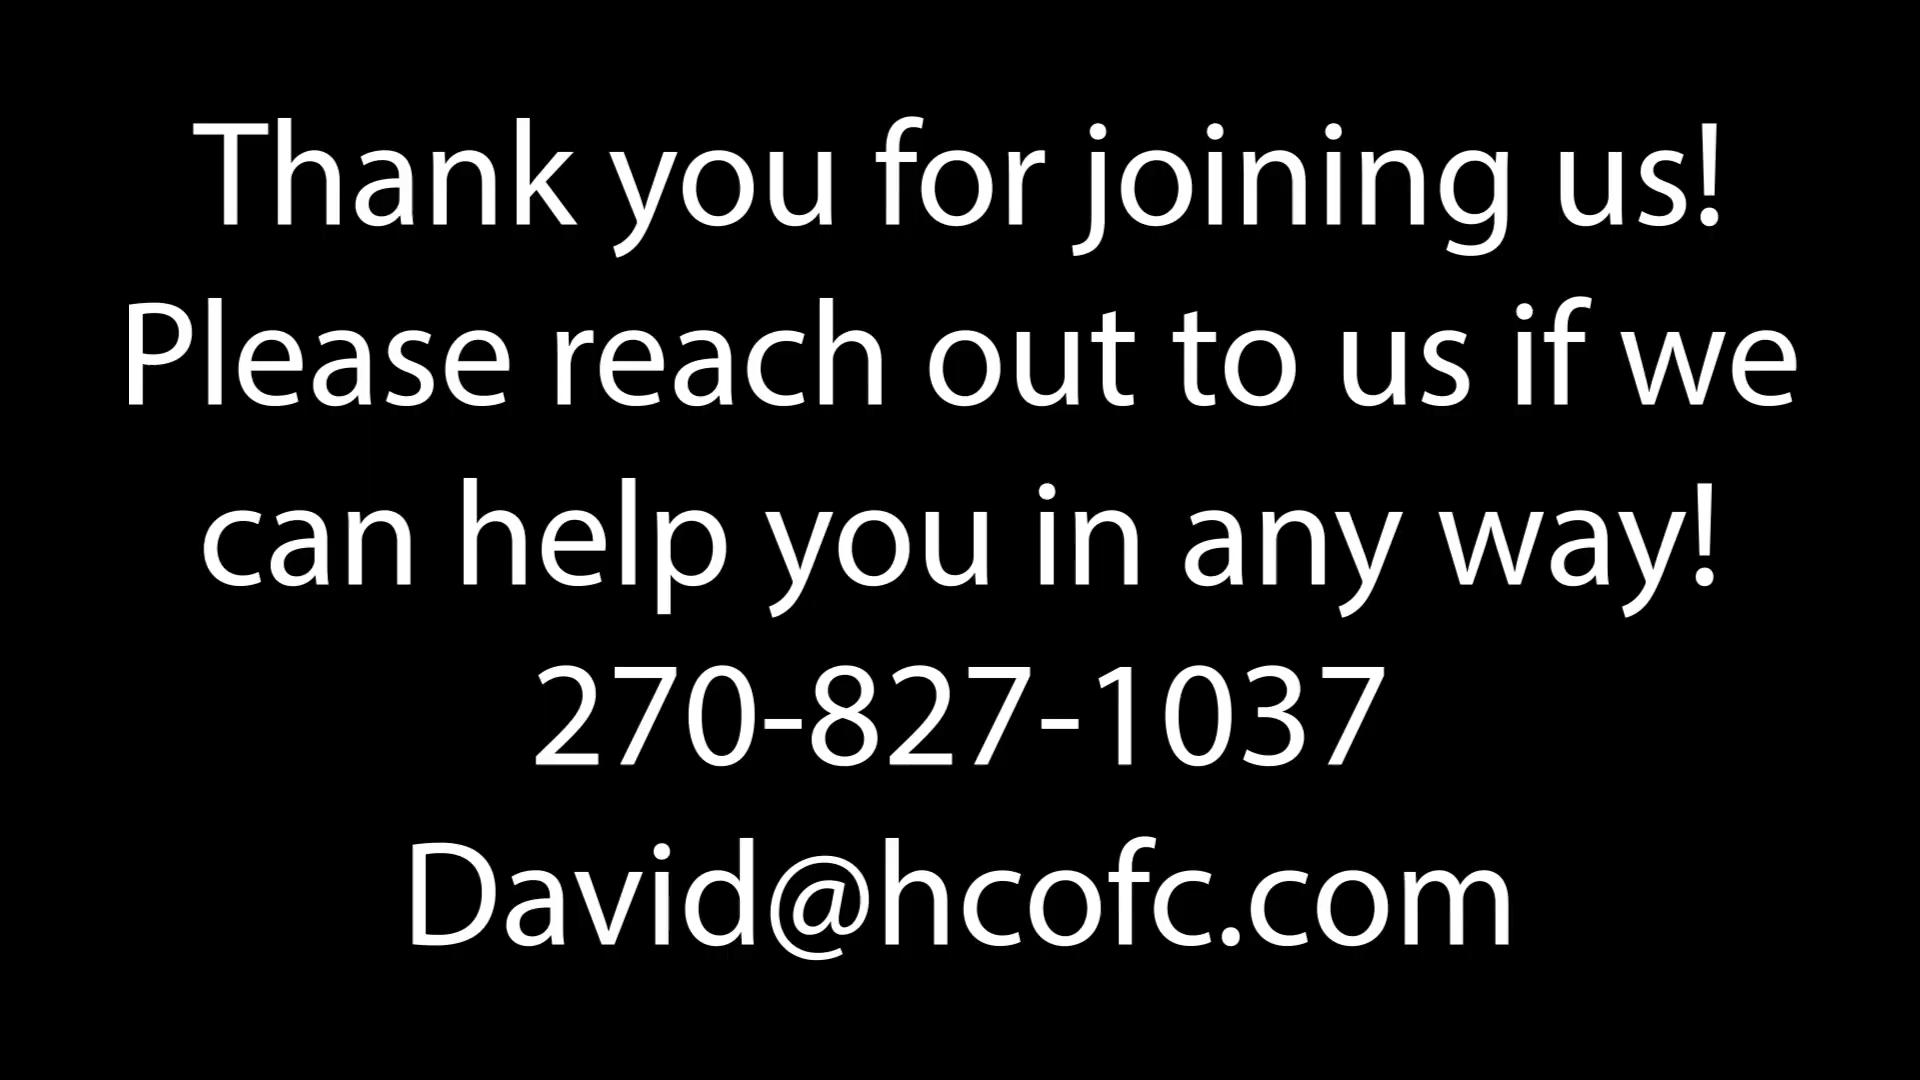 Thank you for joining us!
Please reach out to us if we
can help you in any way!
270-827-1037
David@hcofc.com